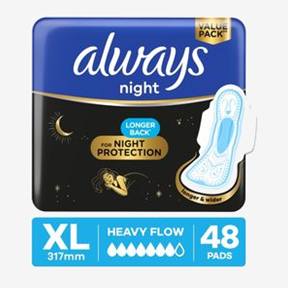 VALUE
PACK
always
night
LONGER
BACK*
FOR NIGHT
PROTECTION
longer & wider
XL
317mm
HEAVY FLOW
48
PADS